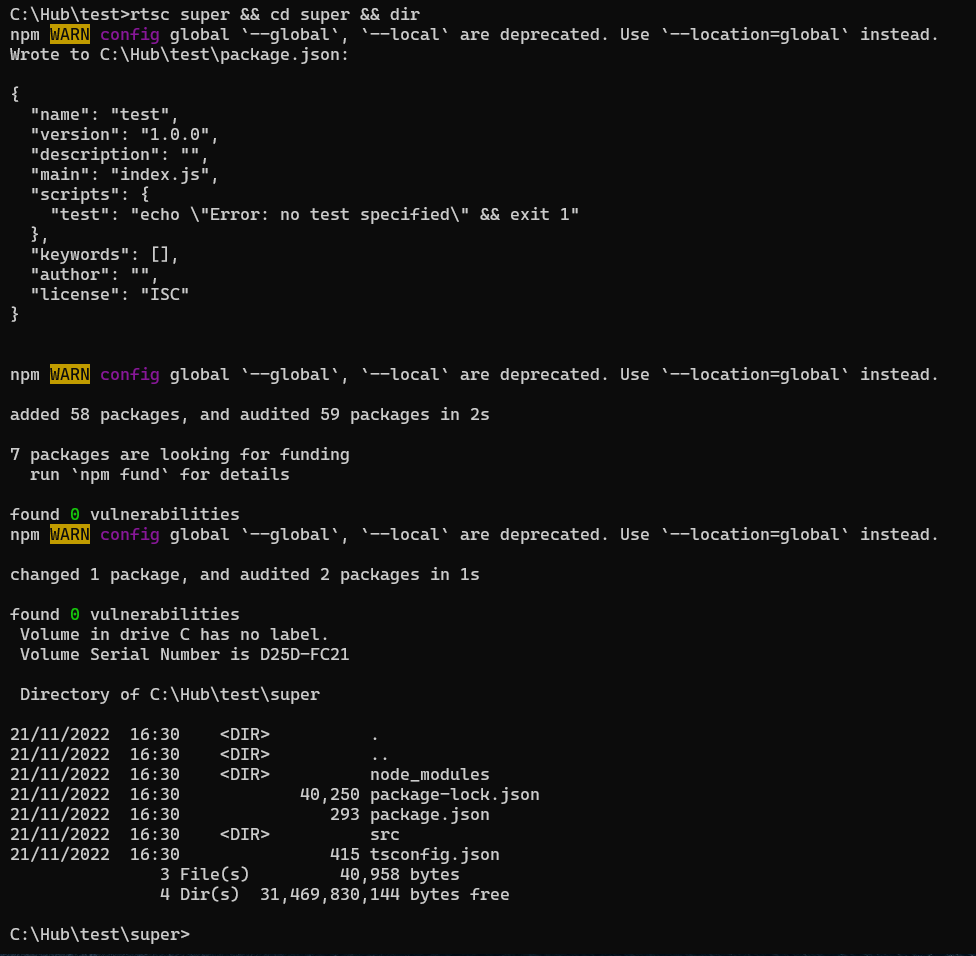 C:\Hub\test>rtsc super && cd super && dir
npm WARN config global `--global`, `--local` are deprecated. Use `--location=global` instead.
Wrote to C:\Hub\test\package.json:

{
  "name": "test",
  "version": "1.0.0",
  "description": "",
  "main": "index.js",
  "scripts": {
    "test": "echo \"Error: no test specified\" && exit 1"
  },
  "keywords": [],
  "author": "",
  "license": "ISC"
}

npm WARN config global `--global`, `--local` are deprecated. Use `--location=global` instead.

added 58 packages, and audited 59 packages in 2s

7 packages are looking for funding
  run `npm fund` for details

found 0 vulnerabilities
npm WARN config global `--global`, `--local` are deprecated. Use `--location=global` instead.

changed 1 package, and audited 2 packages in 1s

found 0 vulnerabilities
 Volume in drive C has no label.
 Volume Serial Number is D25D-FC21

 Directory of C:\Hub\test\super

21/11/2022  16:30    <DIR>          .
21/11/2022  16:30    <DIR>          ..
21/11/2022  16:30    <DIR>          node_modules
21/11/2022  16:30            40,250 package-lock.json
21/11/2022  16:30               293 package.json
21/11/2022  16:30    <DIR>          src
21/11/2022  16:30               415 tsconfig.json
               3 File(s)         40,958 bytes
               4 Dir(s)  31,469,830,144 bytes free

C:\Hub\test\super>